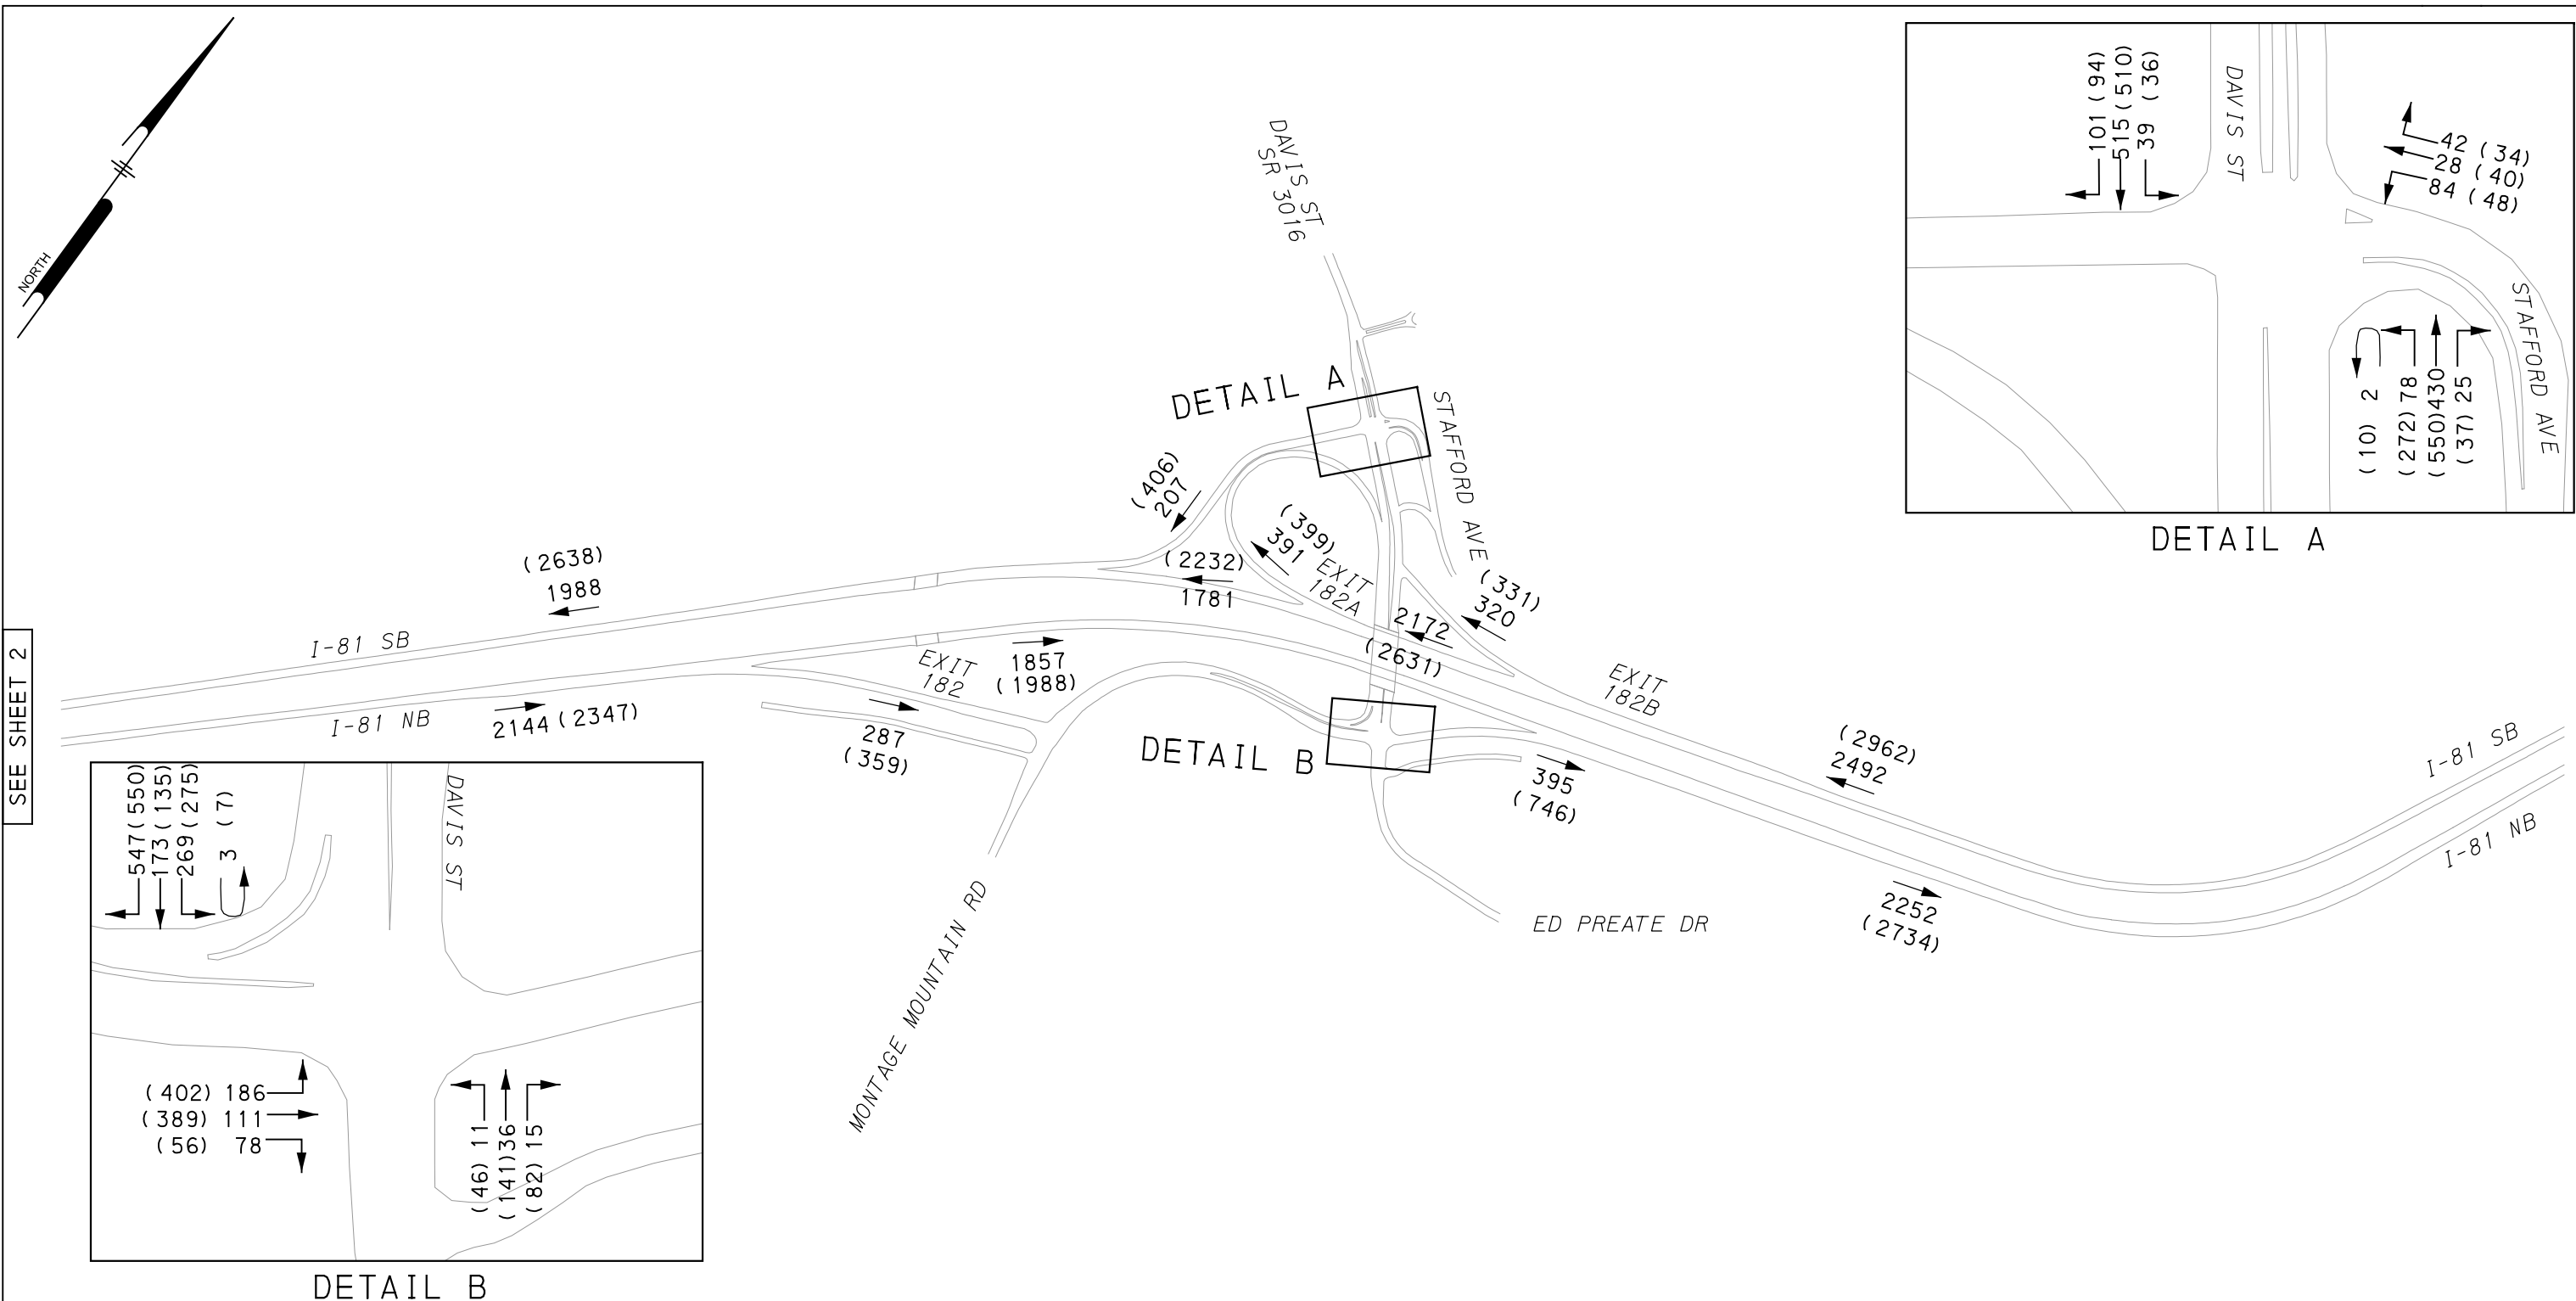 NORTH
DAVIS ST
SR 3016
DETAIL A
STAFFORD AVE
(406)
207
(399)
391
EXIT
182A
(2638)
1988
(2232)
1781
(331)
320
2172
(2631)
I-81 SB
EXIT
182
1857
(1988)
EXIT
182B
SEE SHEET 2
I-81 NB
2144 (2347)
287
(359)
DETAIL B
395
(746)
(2962)
2492
I-81 SB
I-81 NB
2252
(2734)
ED PREATE DR
MONTAGE MOUNTAIN RD
101 (94)
515 (510)
39 (36)
DAVIS ST
42 (34)
28 (40)
84 (48)
STAFFORD AVE
(10) 2
(272) 78
(550) 430
(37) 25
DETAIL A
547 (550)
173 (135)
269 (275)
3 (7)
DAVIS ST
(402) 186
(389) 111
(56) 78
(46) 11
(141) 36
(82) 15
DETAIL B